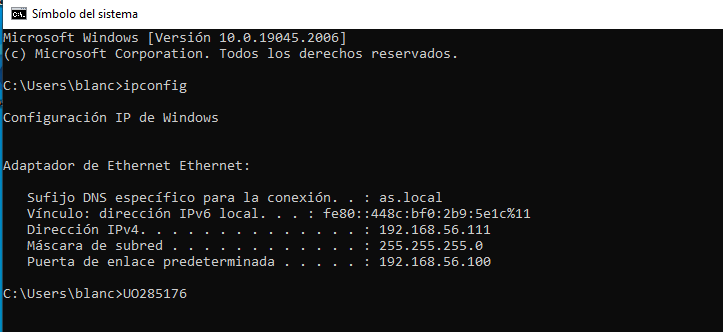 Símbolo del sistema
Microsoft Windows [Versión 10.0.19045.2006]
(c) Microsoft Corporation. Todos los derechos reservados.
C:\Users\blanc>ipconfig
Configuración IP de Windows
Adaptador de Ethernet Ethernet:
Sufijo DNS específico para la conexión. . : as.local
Vínculo: dirección IPv6 local. . . : fe80::448c:bf0:2b9:5e1c%11
Dirección IPv4. . . . . . . . . . . . . . : 192.168.56.111
Máscara de subred . . . . . . . . . . . . : 255.255.255.0
Puerta de enlace predeterminada . . . . . : 192.168.56.100
C:\Users\blanc>UO285176